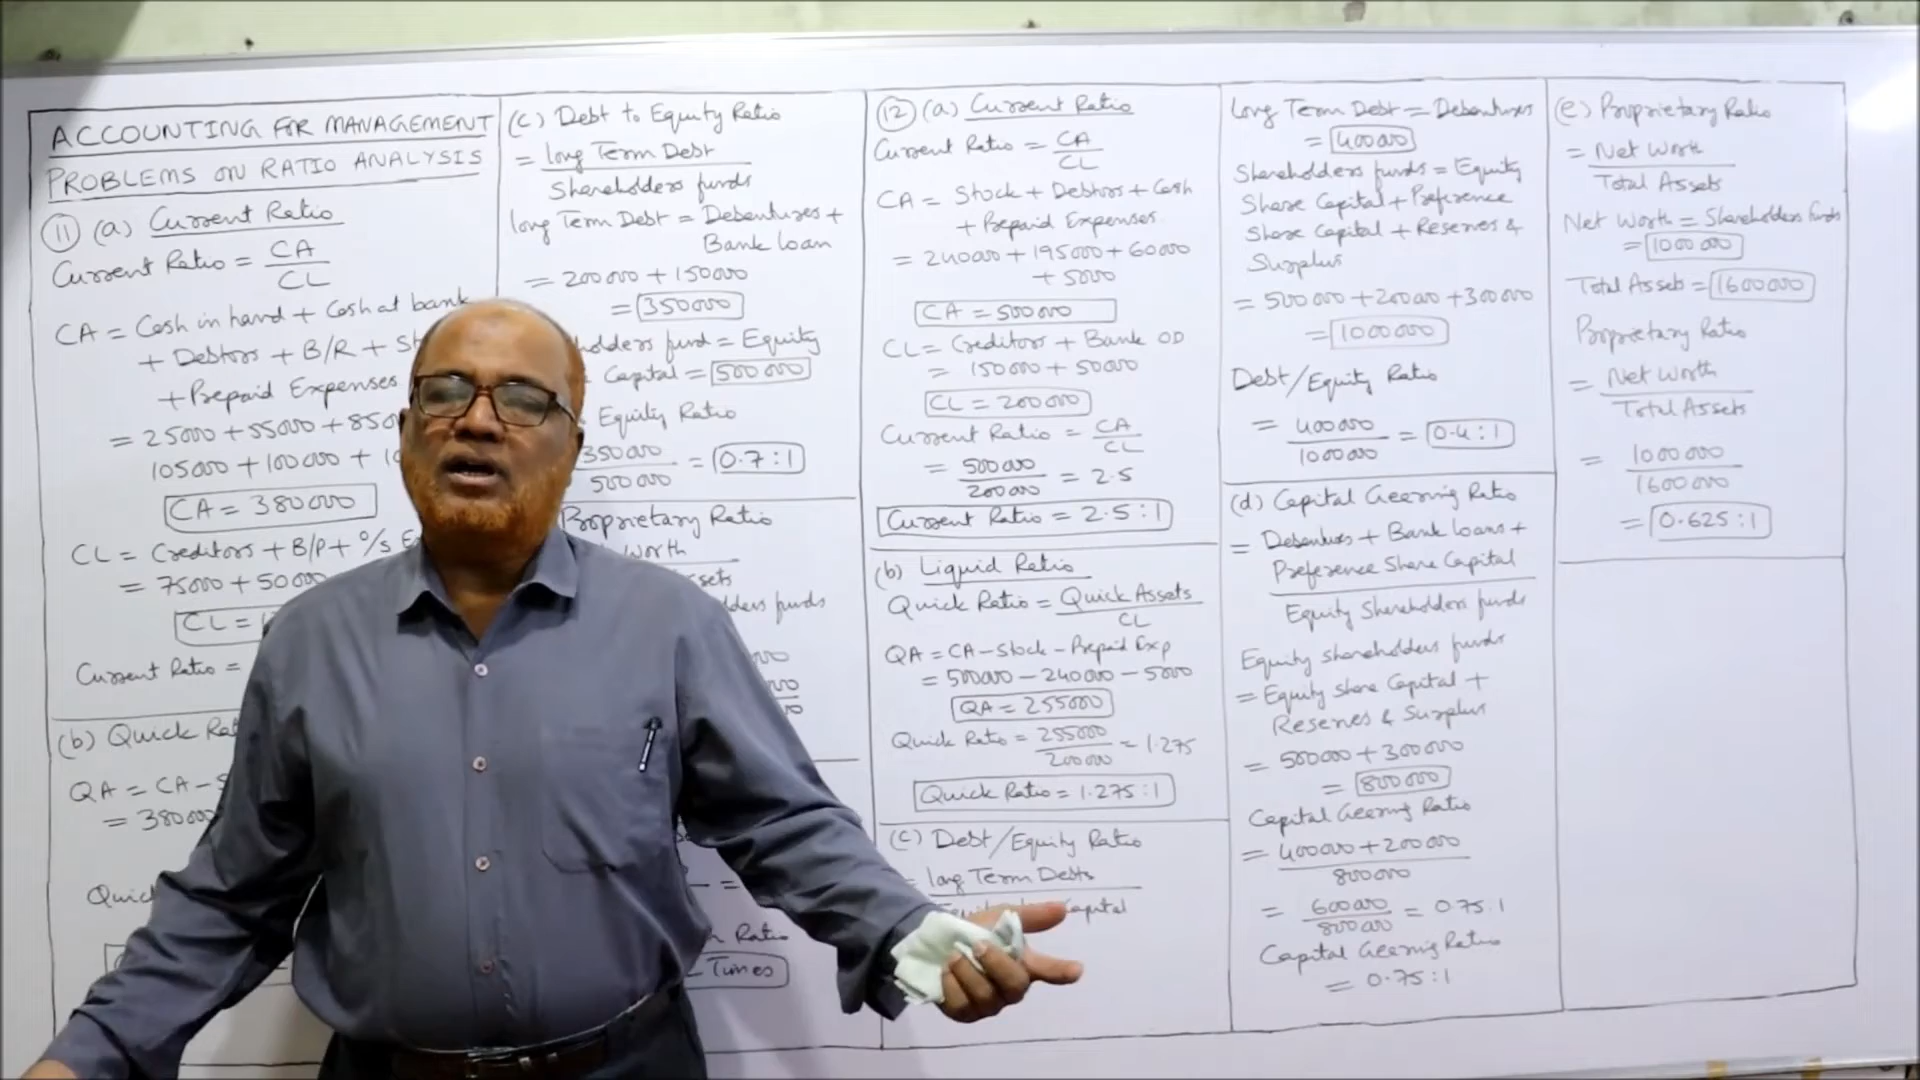 ACCOUNTING FOR MANAGEMENT
PROBLEMS ON RATIO ANALYSIS
11 (a) Current Ratio
Current Ratio = CA
CL
CA = Cash in hand + Cash at bank
+ Debtors + B/R +
+ Prepaid Expenses
= 25000 + 55000 +
105000 + 100000 +
CA = 380000
CL = Creditors + B/P + O/S
= 75000 + 50000
CL =
Current Ratio =
(b) Quick
QA = CA -
= 380000
(c) Debt to Equity Ratio
= Long Term Debt
Shareholders funds
Long Term Debt = Debentures +
Bank Loan
= 200000 + 150000
= 350000
fund = Equity
Capital = 500000
Equity Ratio
350000
500000 = 0.7 : 1
Proprietary Ratio
Worth
funds
Ratio
Times
12 (a) Current Ratio
Current Ratio = CA
CL
CA = Stock + Debtors + Cash
+ Prepaid Expenses
= 240000 + 195000 + 60000
+ 5000
CA = 500000
CL = Creditors + Bank OD
= 150000 + 50000
CL = 200000
Current Ratio = CA
CL
= 500000
200000 = 2.5
Current Ratio = 2.5 : 1
(b) Liquid Ratio
Quick Ratio = Quick Assets
CL
QA = CA - Stock - Prepaid Exp
= 500000 - 240000 - 5000
QA = 255000
Quick Ratio = 255000
200000 = 1.275
Quick Ratio = 1.275 : 1
(c) Debt/Equity Ratio
= Long Term Debts
Capital
Long Term Debt = Debentures
= 400000
Shareholders funds = Equity
Share Capital + Preference
Share Capital + Reserves &
Surplus
= 500000 + 200000 + 300000
= 1000000
Debt/Equity Ratio
= 400000
1000000 = 0.4 : 1
(d) Capital Geering Ratio
= Debentures + Bank Loans +
Preference Share Capital
Equity Shareholders funds
Equity shareholders funds
= Equity share Capital +
Reserves & Surplus
= 500000 + 300000
= 800000
Capital Geering Ratio
= 400000 + 200000
800000
= 600000
800000 = 0.75 : 1
Capital Geering Ratio
= 0.75 : 1
(e) Proprietary Ratio
= Net Worth
Total Assets
Net Worth = Shareholders funds
= 1000000
Total Assets = 1600000
Proprietary Ratio
= Net Worth
Total Assets
= 1000000
1600000
= 0.625 : 1